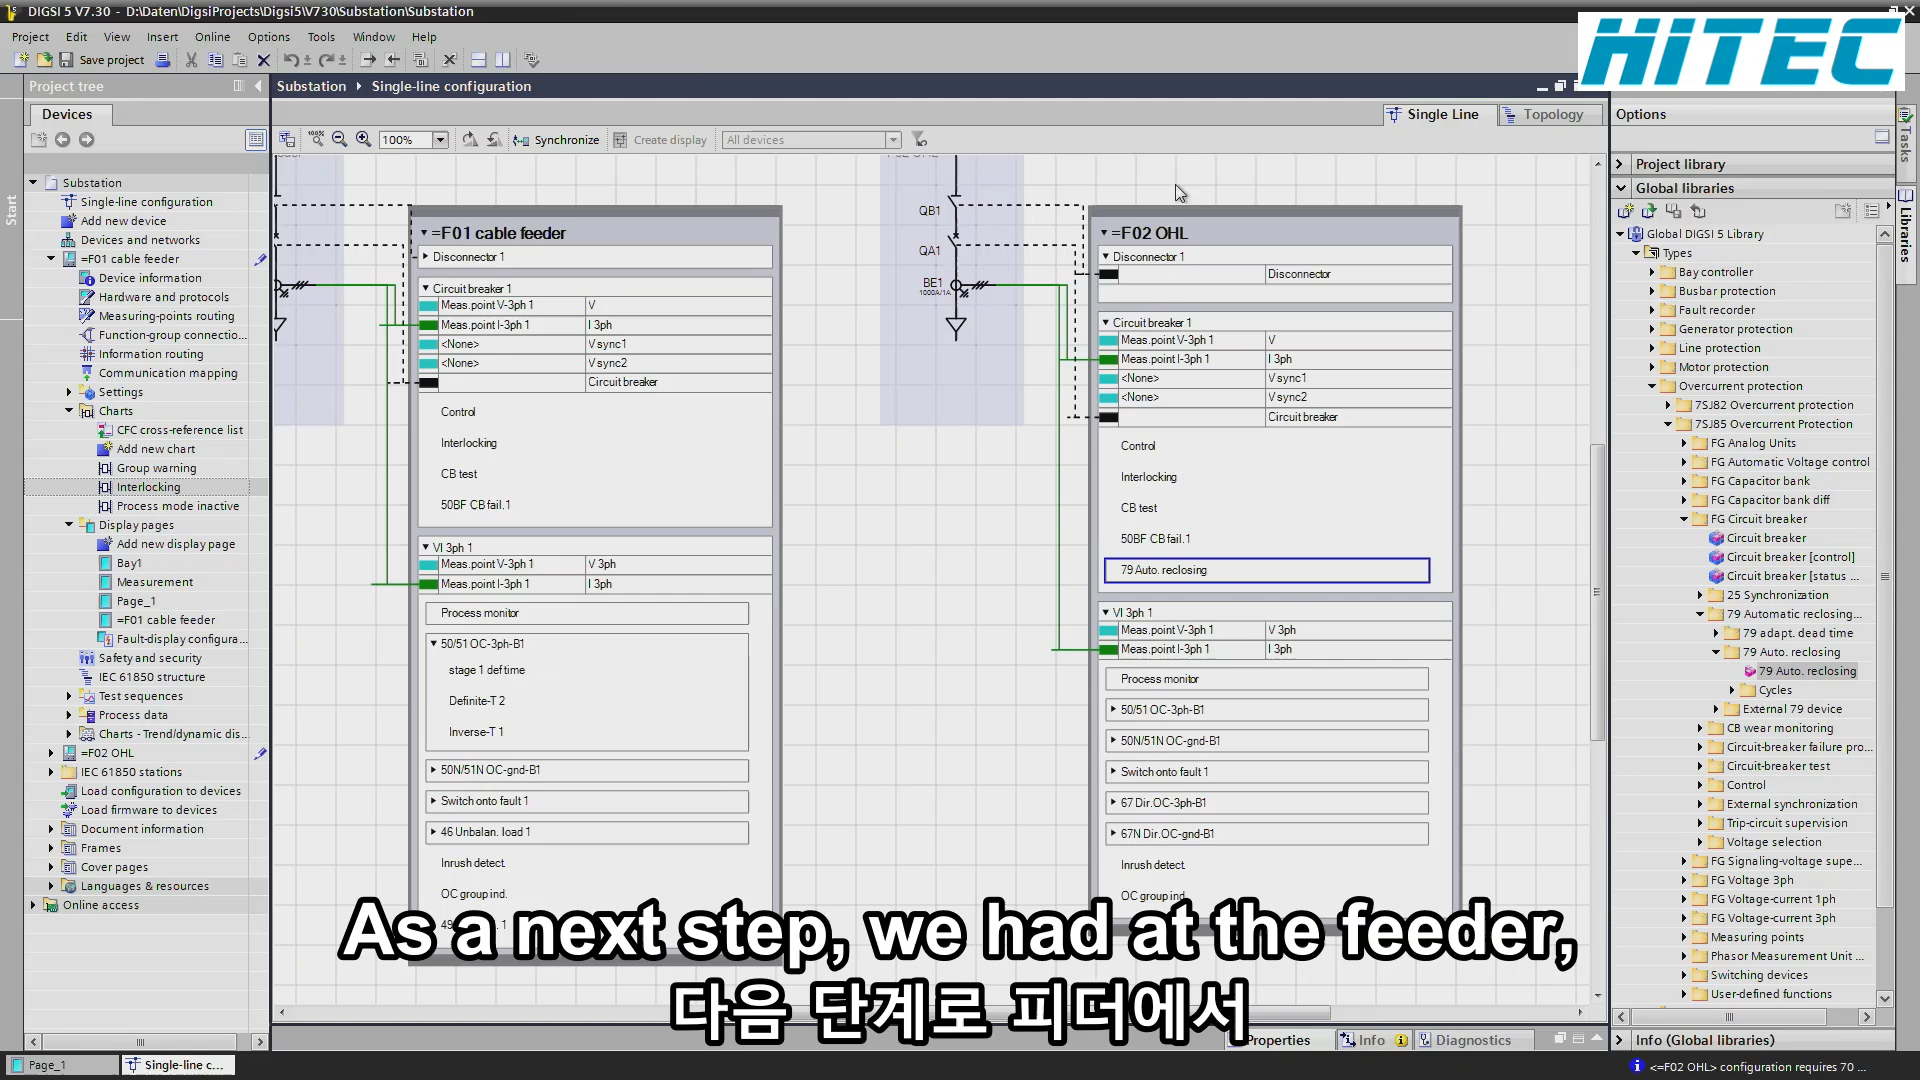 DIGSI 5 V7.30 - D:\Daten\DigsiProjects\Digsi5\V730\Substation\Substation
HITEC
Project Edit View Insert Online Options Tools Window Help
Save project
Project tree
Substation Single-line configuration
Options
Devices
Single Line
Topology
100%
Synchronize
Create display
All devices
Start
Tasks
Libraries
Substation
Single-line configuration
Add new device
Devices and networks
=F01 cable feeder
Device information
Hardware and protocols
Measuring-points routing
Function-group connectio...
Information routing
Communication mapping
Settings
Charts
CFC cross-reference list
Add new chart
Group warning
Interlocking
Process mode inactive
Display pages
Add new display page
Bay1
Measurement
Page_1
=F01 cable feeder
Fault-display configura...
Safety and security
IEC 61850 structure
Test sequences
Process data
Charts - Trend/dynamic dis...
=F02 OHL
IEC 61850 stations
Load configuration to devices
Load firmware to devices
Document information
Frames
Cover pages
Languages & resources
Online access
=F01 cable feeder
Disconnector 1
Circuit breaker 1
Meas.point V-3ph 1 V
Meas.point I-3ph 1 I 3ph
<None> V sync1
<None> V sync2
Circuit breaker
Control
Interlocking
CB test
50BF CB fail.1
VI 3ph 1
Meas.point V-3ph 1 V 3ph
Meas.point I-3ph 1 I 3ph
Process monitor
50/51 OC-3ph-B1
stage 1 def time
Definite-T 2
Inverse-T 1
50N/51N OC-gnd-B1
Switch onto fault 1
46 Unbalan. load 1
Inrush detect.
OC group ind.
QB1
QA1
BE1
1000A/1A
=F02 OHL
Disconnector 1
Disconnector
Circuit breaker 1
Meas.point V-3ph 1 V
Meas.point I-3ph 1 I 3ph
<None> V sync1
<None> V sync2
Circuit breaker
Control
Interlocking
CB test
50BF CB fail.1
79 Auto. reclosing
VI 3ph 1
Meas.point V-3ph 1 V 3ph
Meas.point I-3ph 1 I 3ph
Process monitor
50/51 OC-3ph-B1
50N/51N OC-gnd-B1
Switch onto fault 1
67 Dir.OC-3ph-B1
67N Dir.OC-gnd-B1
Inrush detect.
OC group ind.
Project library
Global libraries
Global DIGSI 5 Library
Types
Bay controller
Busbar protection
Fault recorder
Generator protection
Line protection
Motor protection
Overcurrent protection
7SJ82 Overcurrent protection
7SJ85 Overcurrent Protection
FG Analog Units
FG Automatic Voltage control
FG Capacitor bank
FG Capacitor bank diff
FG Circuit breaker
Circuit breaker
Circuit breaker [control]
Circuit breaker [status ...
25 Synchronization
79 Automatic reclosing...
79 adapt. dead time
79 Auto. reclosing
79 Auto. reclosing
Cycles
External 79 device
CB wear monitoring
Circuit-breaker failure pro...
Circuit-breaker test
Control
External synchronization
Trip-circuit supervision
Voltage selection
FG Signaling-voltage supe...
FG Voltage 3ph
FG Voltage-current 1ph
FG Voltage-current 3ph
Measuring points
Phasor Measurement Unit ...
Switching devices
User-defined functions
As a next step, we had at the feeder,
다음 단계로 피더에서
Properties
Info
Diagnostics
Info (Global libraries)
Page_1
Single-line c...
<=F02 OHL> configuration requires 70 ...